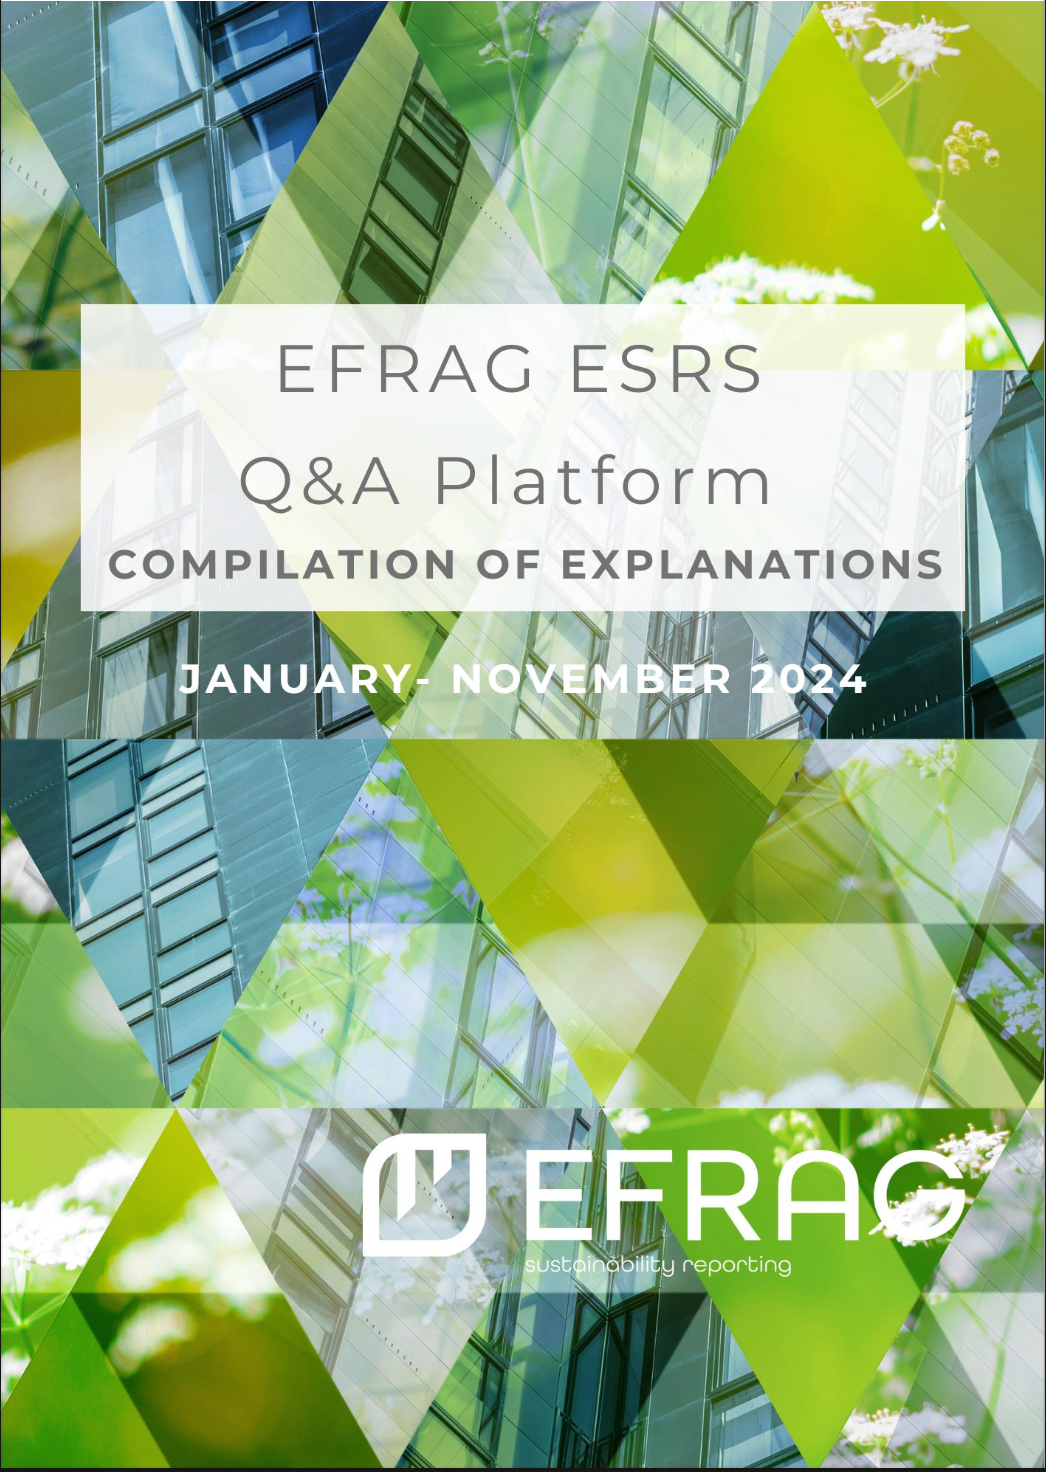 EFRAG ESRS
Q&A Platform
COMPILATION OF EXPLANATIONS
JANUARY- NOVEMBER 2024
EFRAG
sustainability reporting